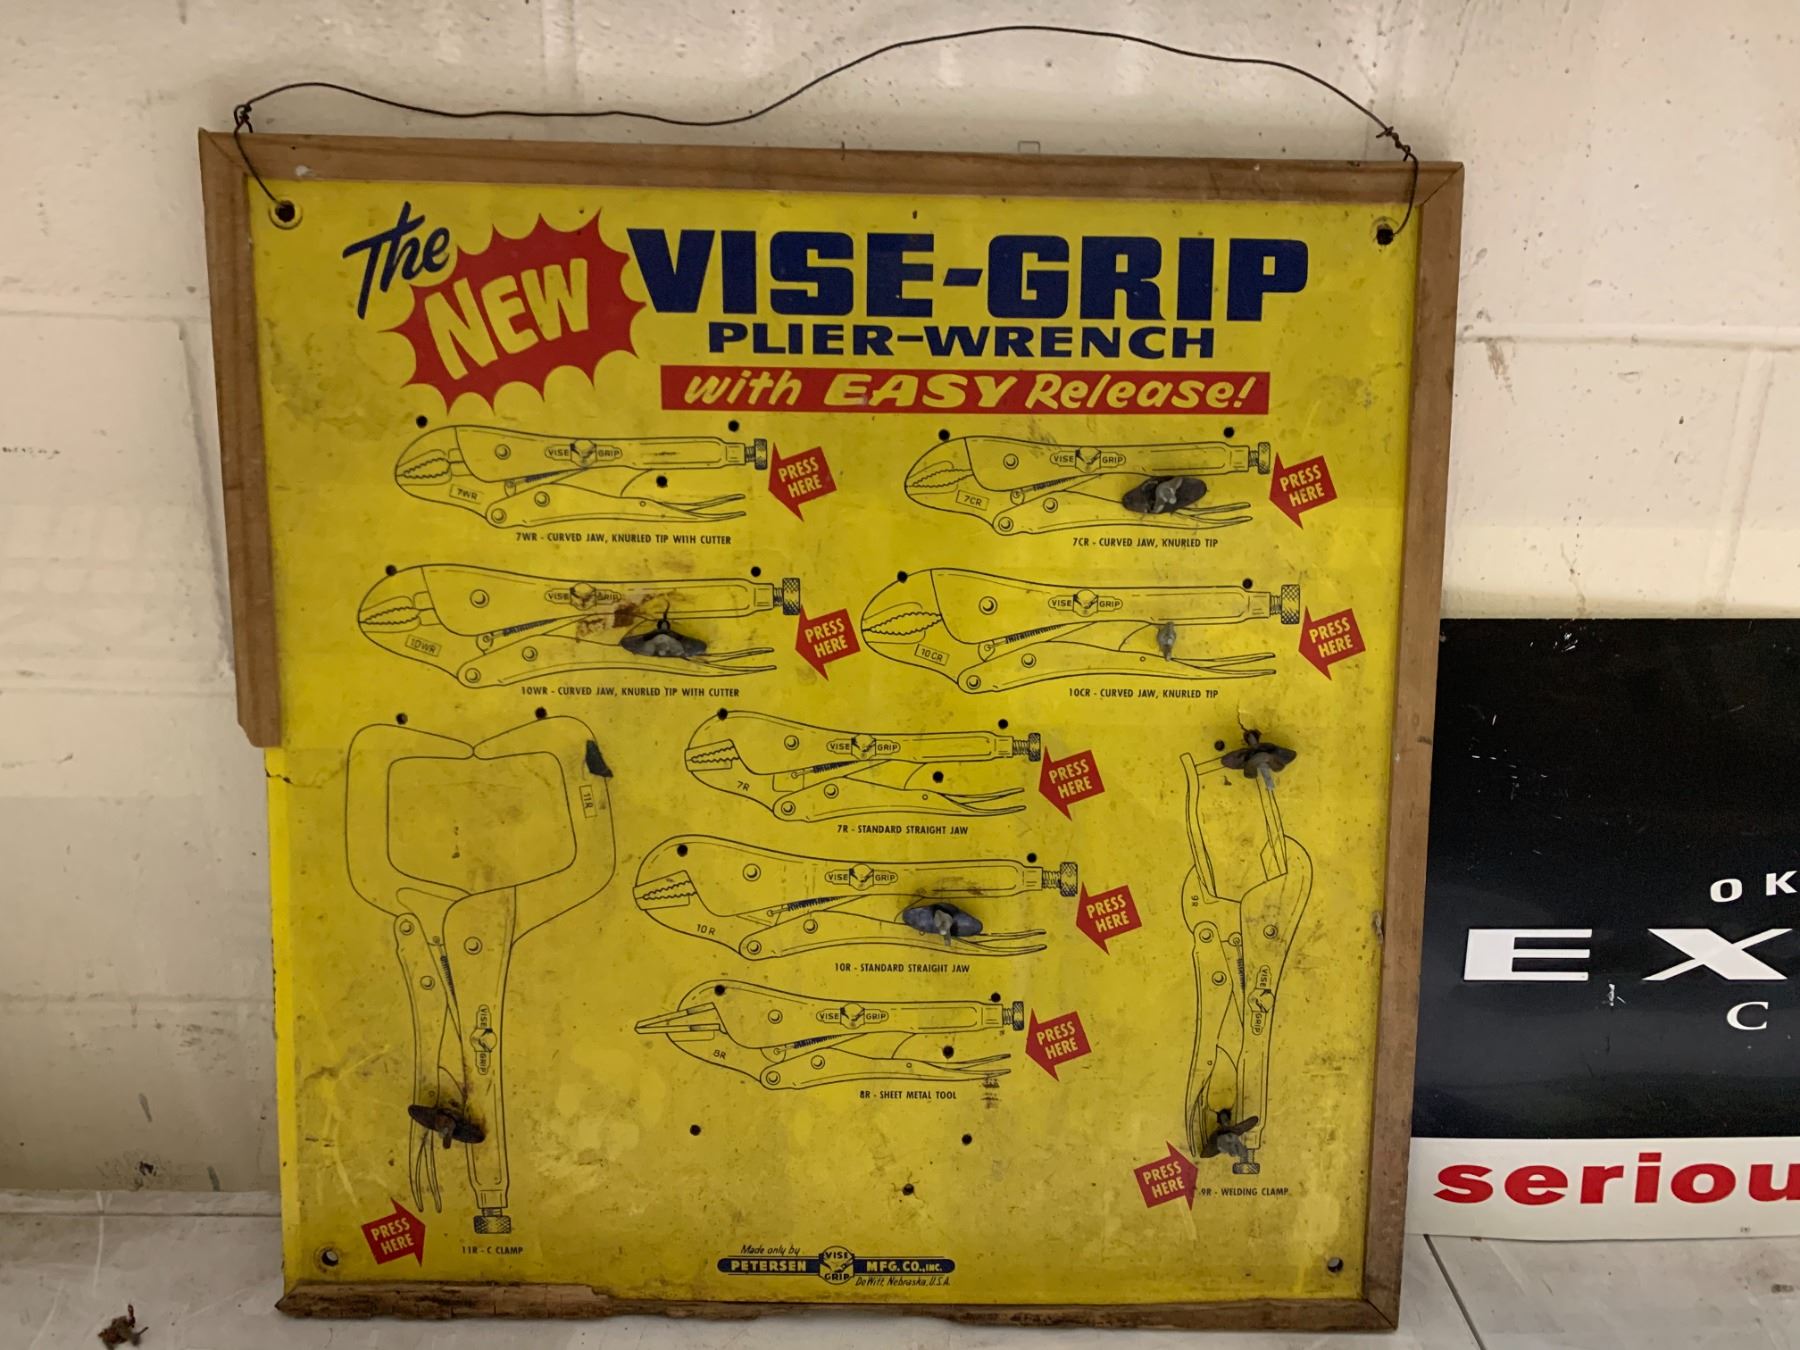 The NEW VISE-GRIP
PLIER-WRENCH
with EASY Release!
VISE GRIP
7WR
PRESS HERE
7WR - CURVED JAW, KNURLED TIP WITH CUTTER
VISE GRIP
7CR
PRESS HERE
7CR - CURVED JAW, KNURLED TIP
VISE GRIP
10WR
PRESS HERE
10WR - CURVED JAW, KNURLED TIP WITH CUTTER
VISE GRIP
10CR
PRESS HERE
10CR - CURVED JAW, KNURLED TIP
11R
VISE GRIP
PRESS HERE
11R - C CLAMP
VISE GRIP
7R
PRESS HERE
7R - STANDARD STRAIGHT JAW
VISE GRIP
10R
PRESS HERE
10R - STANDARD STRAIGHT JAW
VISE GRIP
8R
PRESS HERE
8R - SHEET METAL TOOL
9R
VISE GRIP
PRESS HERE
9R - WELDING CLAMP
Made only by
PETERSEN VISE GRIP MFG. CO., INC.
DeWitt, Nebraska, U.S.A.
OK
EX
C
seriou